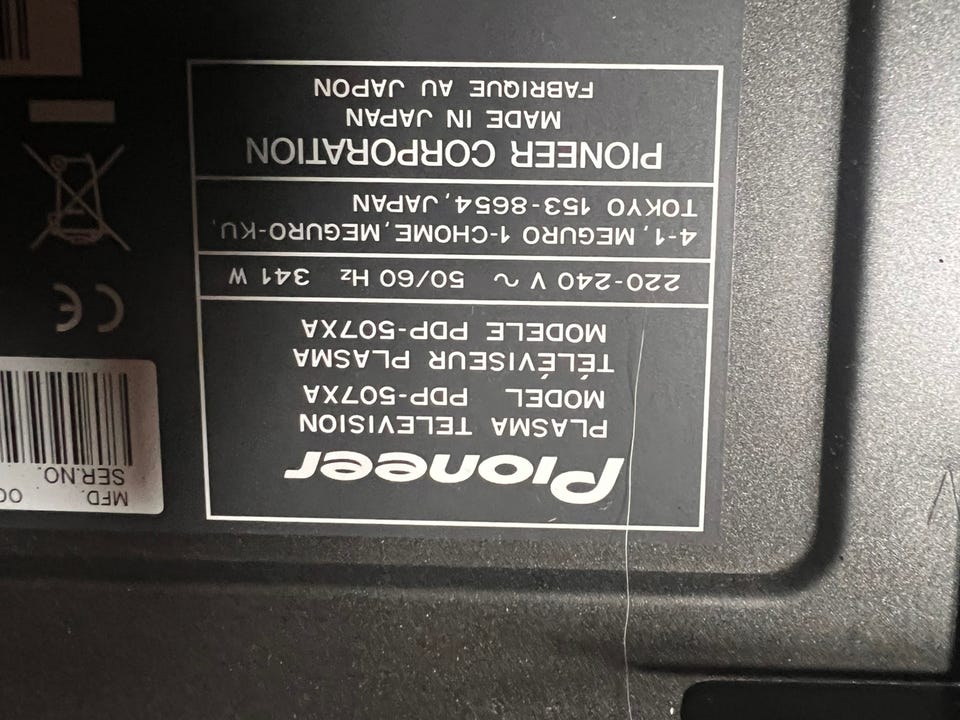 Pioneer
PLASMA TELEVISION
MODEL PDP-507XA
TÉLÉVISEUR PLASMA
MODELE PDP-507XA
220-240 V ~ 50/60 Hz 341 W
4-1, MEGURO 1-CHOME, MEGURO-KU,
TOKYO 153-8654, JAPAN
PIONEER CORPORATION
MADE IN JAPAN
FABRIQUE AU JAPON
MFD.
SER.NO.
CE